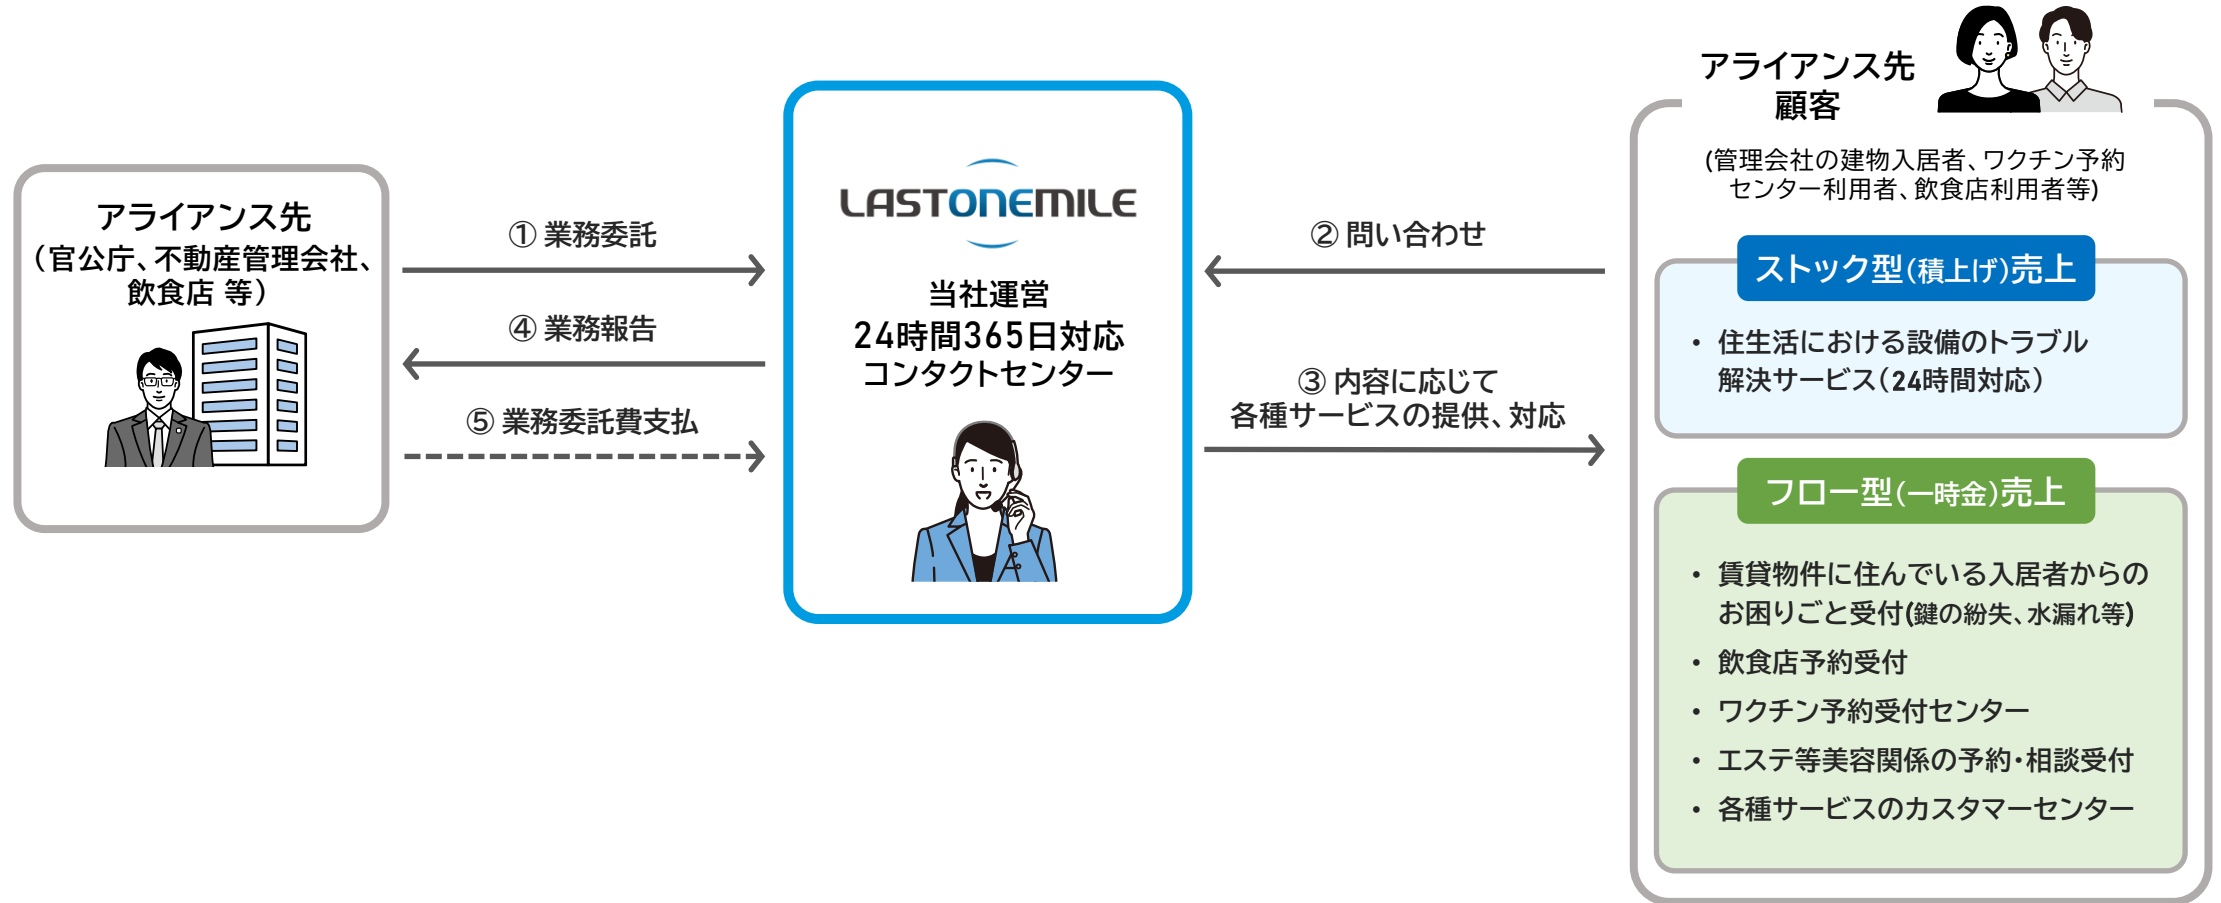 アライアンス先
（官公庁、不動産管理会社、
飲食店 等）
① 業務委託
④ 業務報告
⑤ 業務委託費支払
LASTONEMILE
当社運営
24時間365日対応
コンタクトセンター
② 問い合わせ
③ 内容に応じて
各種サービスの提供、対応
アライアンス先
顧客
(管理会社の建物入居者、ワクチン予約
センター利用者、飲食店利用者等)
ストック型（積上げ）売上
・ 住生活における設備のトラブル
解決サービス（24時間対応）
フロー型（一時金）売上
・ 賃貸物件に住んでいる入居者からの
お困りごと受付(鍵の紛失、水漏れ等)
・ 飲食店予約受付
・ ワクチン予約受付センター
・ エステ等美容関係の予約・相談受付
・ 各種サービスのカスタマーセンター